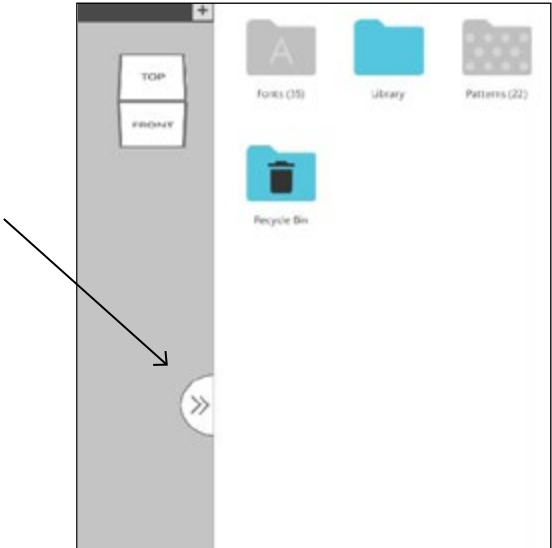 +
TOP
FRONT
A
Fonts (35)
Library
Patterns (22)
Recycle Bin